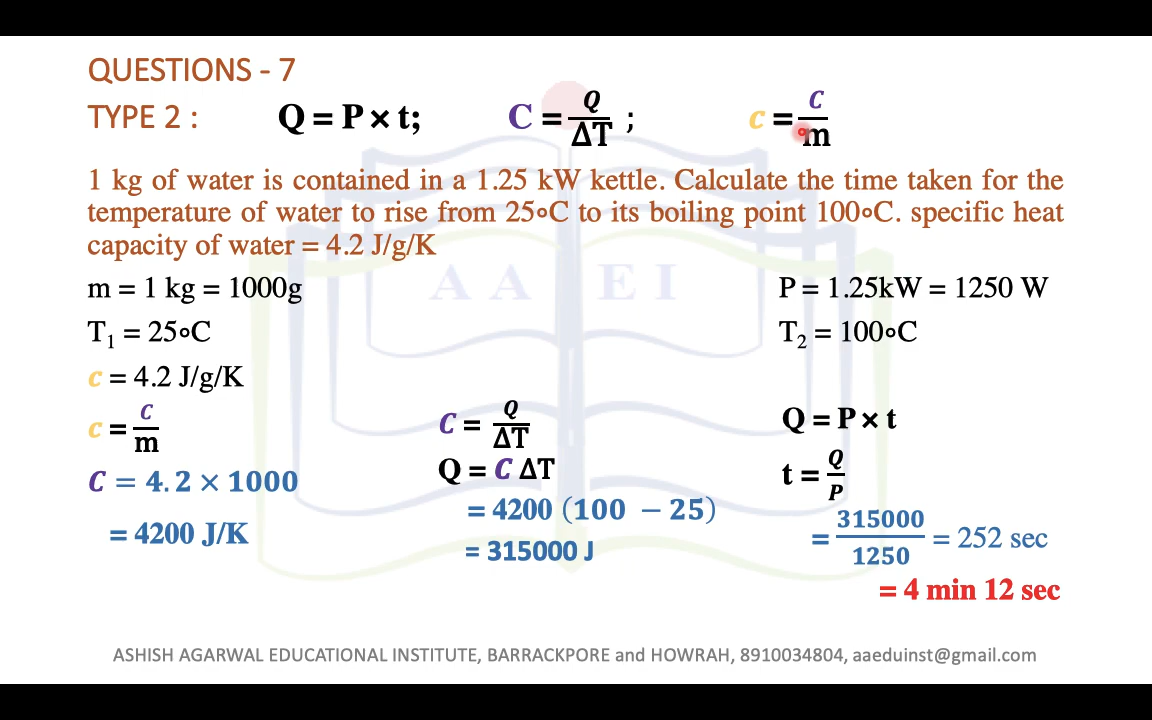 QUESTIONS - 7
TYPE 2 : Q = P × t; C = Q/ΔT ; c = C/m
1 kg of water is contained in a 1.25 kW kettle. Calculate the time taken for the
temperature of water to rise from 25∘C to its boiling point 100∘C. specific heat
capacity of water = 4.2 J/g/K
AAEI
m = 1 kg = 1000g P = 1.25kW = 1250 W
T₁ = 25∘C T₂ = 100∘C
c = 4.2 J/g/K
c = C/m C = Q/ΔT Q = P × t
C = 4.2 × 1000 Q = C ΔT t = Q/P
= 4200 J/K = 4200 (100 − 25) = 315000/1250 = 252 sec
= 315000 J
= 4 min 12 sec
ASHISH AGARWAL EDUCATIONAL INSTITUTE, BARRACKPORE and HOWRAH, 8910034804, aaeduinst@gmail.com